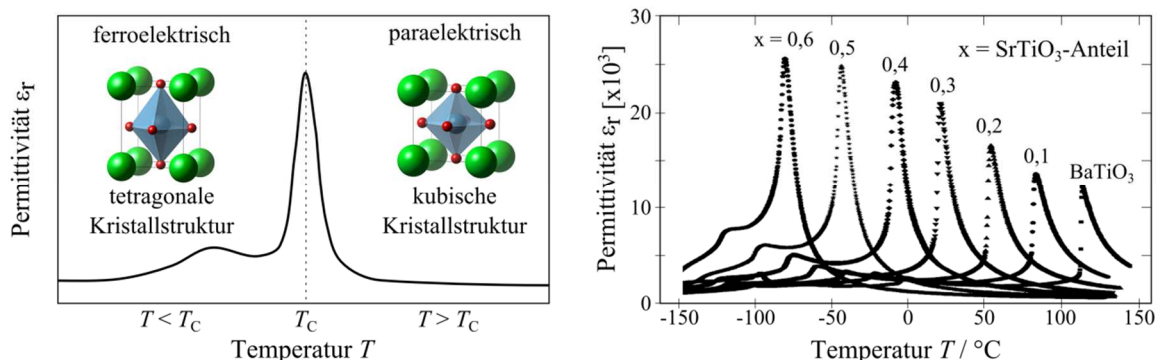 ferroelektrisch
paraelektrisch
tetragonale
Kristallstruktur
kubische
Kristallstruktur
Permittivität εr
T < TC
TC
T > TC
Temperatur T
x = SrTiO3-Anteil
x = 0,6
0,5
0,4
0,3
0,2
0,1
BaTiO3
Permittivität εr [x10³]
30
20
10
0
-150
-100
-50
0
50
100
150
Temperatur T / °C